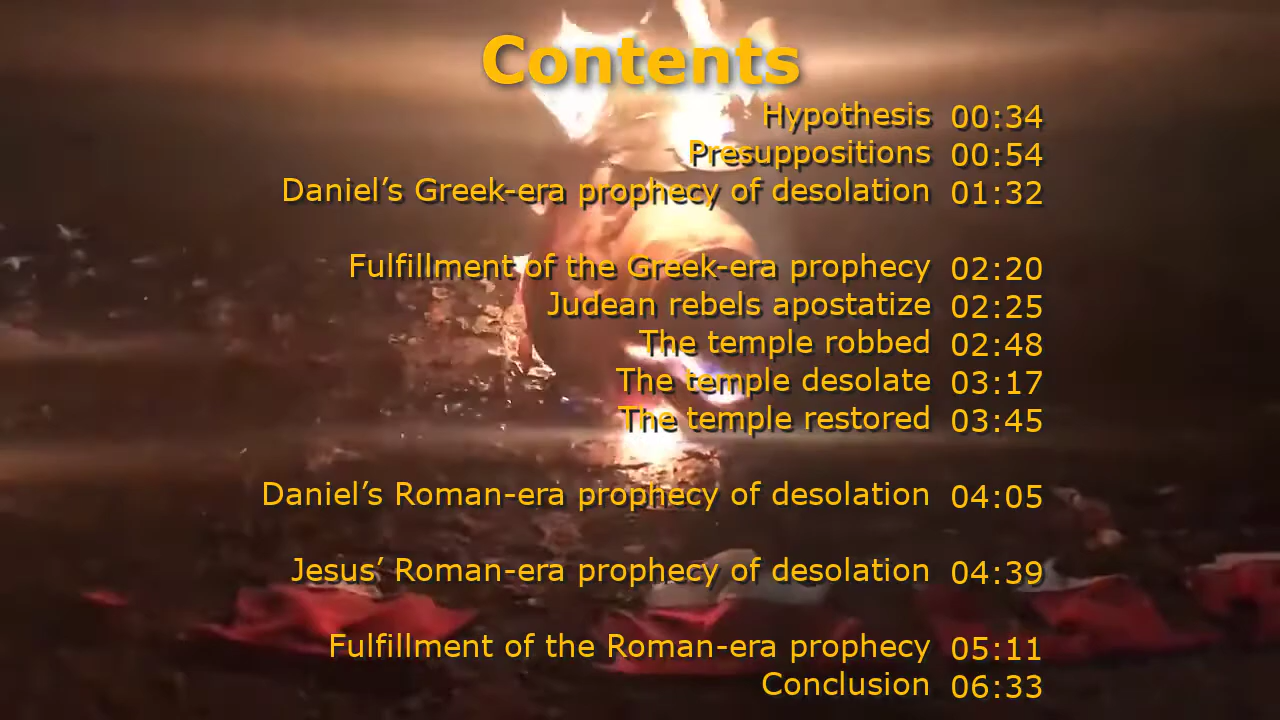 Contents
Hypothesis 00:34
Presuppositions 00:54
Daniel’s Greek-era prophecy of desolation 01:32
Fulfillment of the Greek-era prophecy 02:20
Judean rebels apostatize 02:25
The temple robbed 02:48
The temple desolate 03:17
The temple restored 03:45
Daniel’s Roman-era prophecy of desolation 04:05
Jesus’ Roman-era prophecy of desolation 04:39
Fulfillment of the Roman-era prophecy 05:11
Conclusion 06:33